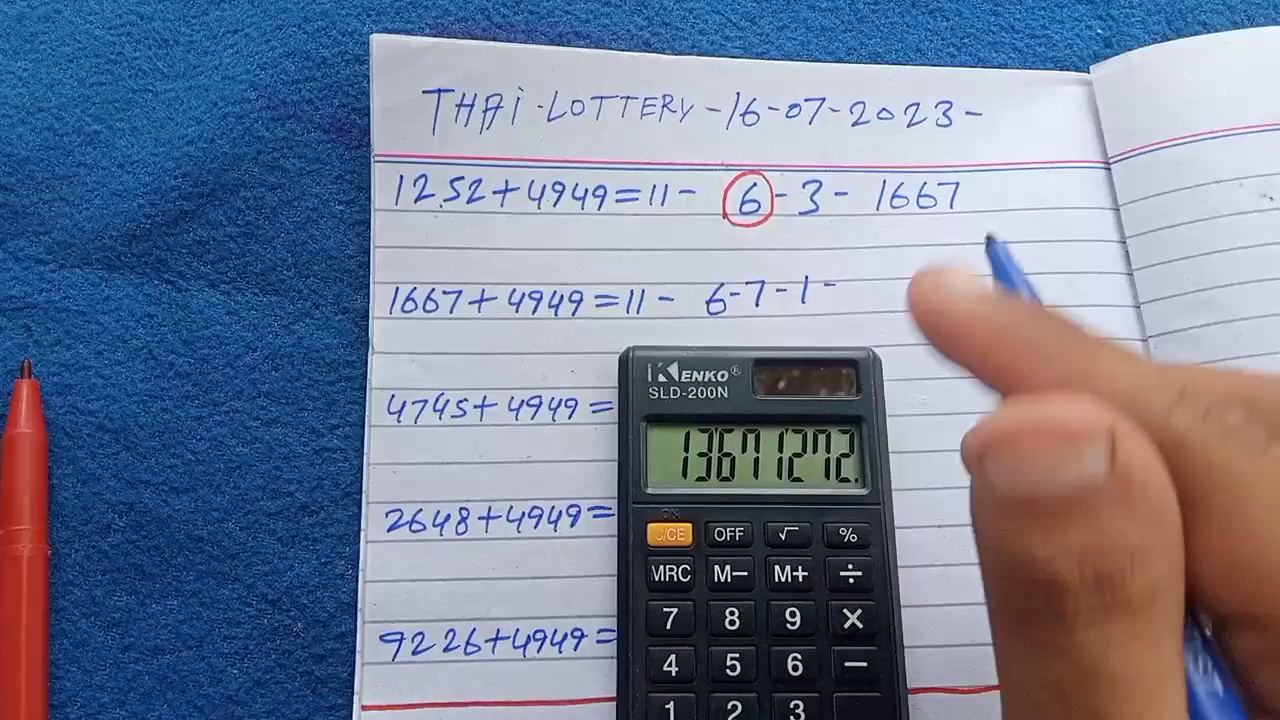 THAi-LOTTERY-16-07-2023-
1252+4949=11- 6-3- 1667
1667+4949=11- 6-7-1-
4745+4949=
2648+4949=
9226+4949=
KENKO®
SLD-200N
13671272.
ON
C/CE OFF √ %
MRC M− M+ ÷
7 8 9 ×
4 5 6 −
1 2 3